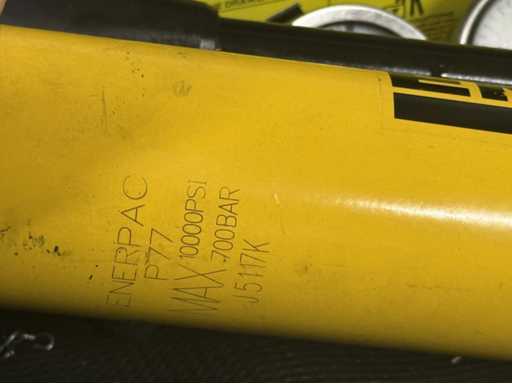 ENERPAC
P77
MAX 10000PSI
700BAR
J5117K